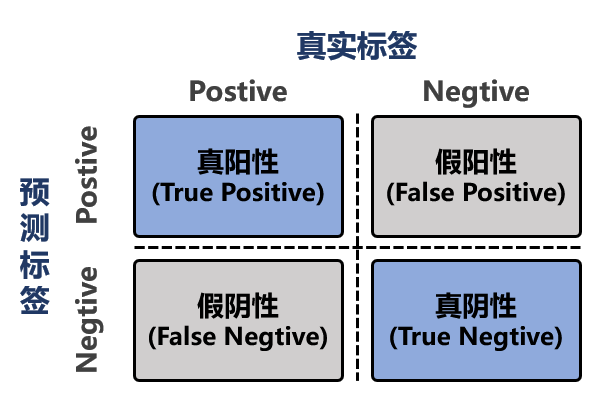 真实标签
Postive
Negtive
预测标签
Postive
真阳性
(True Positive)
假阳性
(False Positive)
Negtive
假阴性
(False Negtive)
真阴性
(True Negtive)